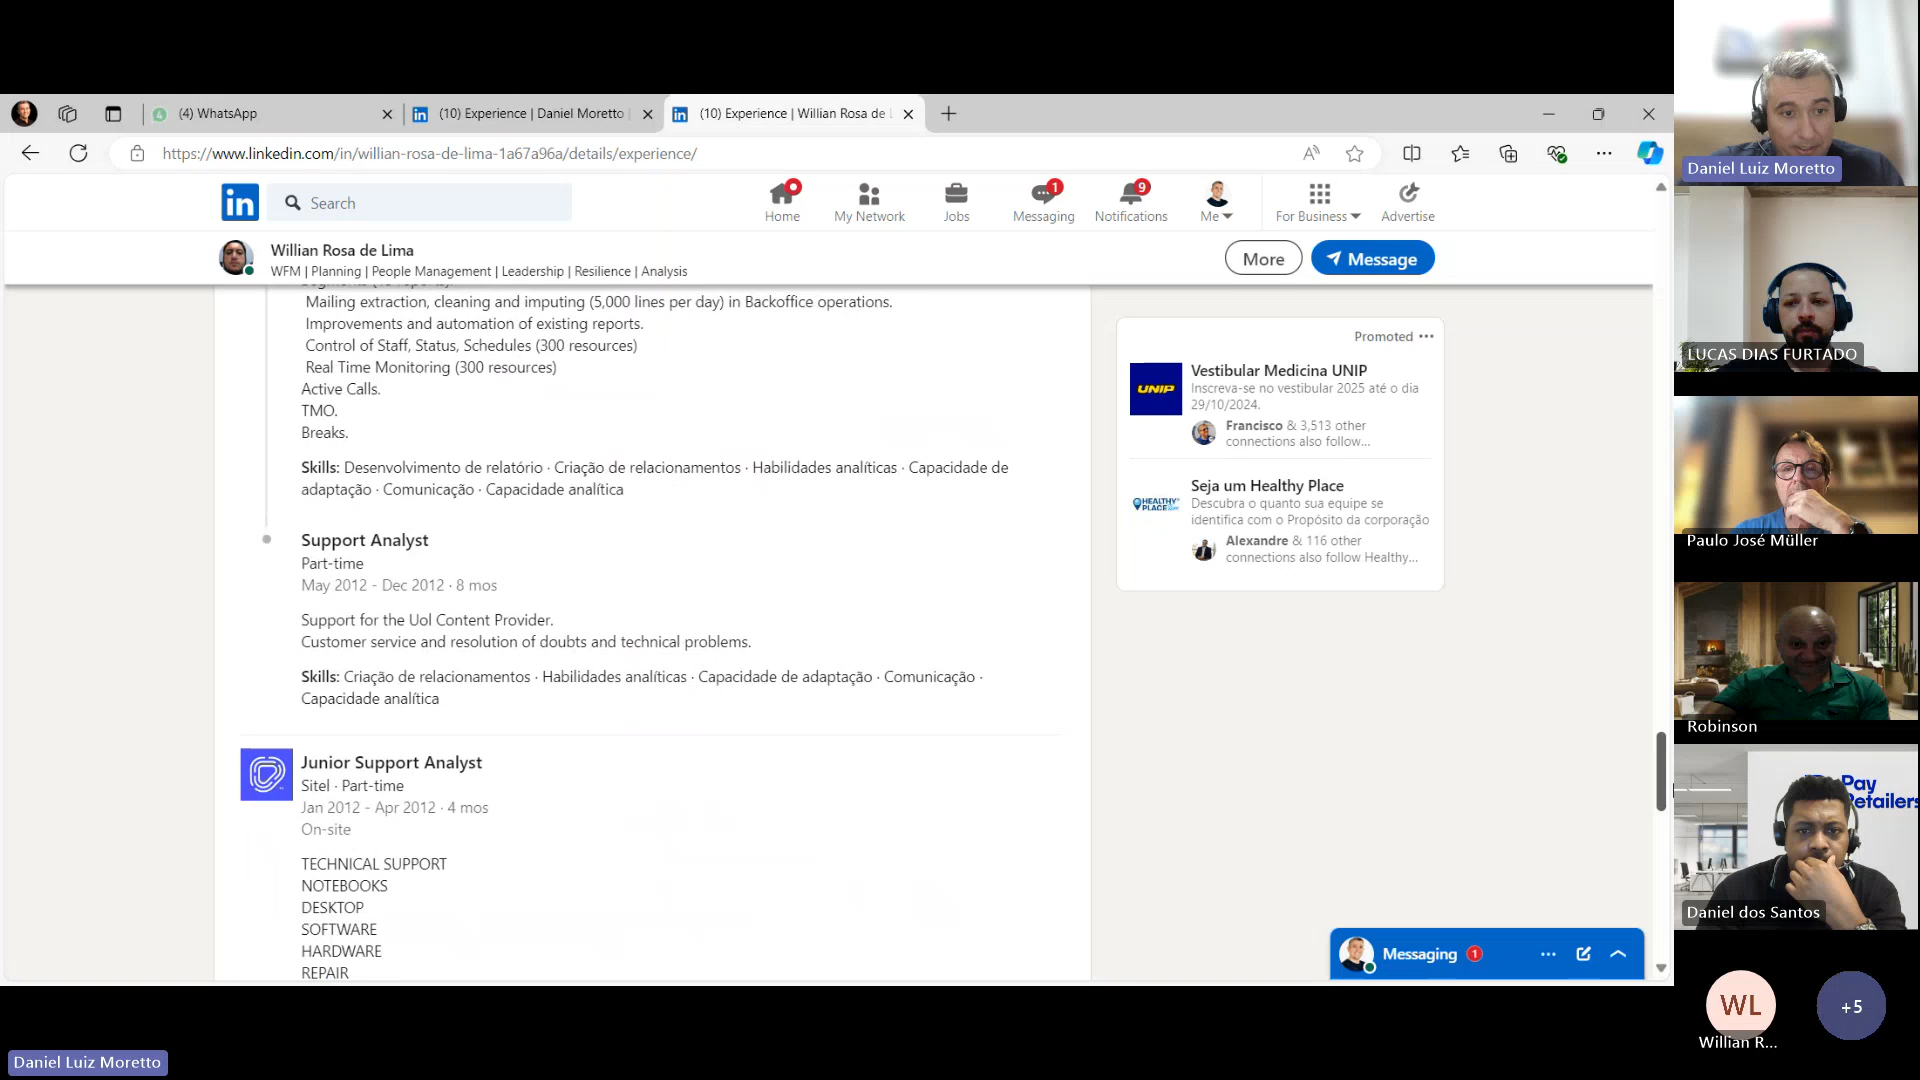 (4) WhatsApp
(10) Experience | Daniel Moretto
(10) Experience | Willian Rosa de
https://www.linkedin.com/in/willian-rosa-de-lima-1a67a96a/details/experience/
in
Search
Home
My Network
Jobs
1
Messaging
9
Notifications
Me
For Business
Advertise
Willian Rosa de Lima
WFM | Planning | People Management | Leadership | Resilience | Analysis
More
Message
Mailing extraction, cleaning and imputing (5,000 lines per day) in Backoffice operations.
Improvements and automation of existing reports.
Control of Staff, Status, Schedules (300 resources)
Real Time Monitoring (300 resources)
Active Calls.
TMO.
Breaks.
Skills: Desenvolvimento de relatório · Criação de relacionamentos · Habilidades analíticas · Capacidade de
adaptação · Comunicação · Capacidade analítica
Support Analyst
Part-time
May 2012 - Dec 2012 · 8 mos
Support for the Uol Content Provider.
Customer service and resolution of doubts and technical problems.
Skills: Criação de relacionamentos · Habilidades analíticas · Capacidade de adaptação · Comunicação ·
Capacidade analítica
Junior Support Analyst
Sitel · Part-time
Jan 2012 - Apr 2012 · 4 mos
On-site
TECHNICAL SUPPORT
NOTEBOOKS
DESKTOP
SOFTWARE
HARDWARE
REPAIR
Promoted
UNIP
Vestibular Medicina UNIP
Inscreva-se no vestibular 2025 até o dia
29/10/2024.
Francisco & 3,513 other
connections also follow...
HEALTHY
PLACE
Seja um Healthy Place
Descubra o quanto sua equipe se
identifica com o Propósito da corporação
Alexandre & 116 other
connections also follow Healthy...
Messaging 1
Daniel Luiz Moretto
LUCAS DIAS FURTADO
Paulo José Müller
Robinson
Pay
Retailers
Daniel dos Santos
WL
+5
Willian R...
Daniel Luiz Moretto